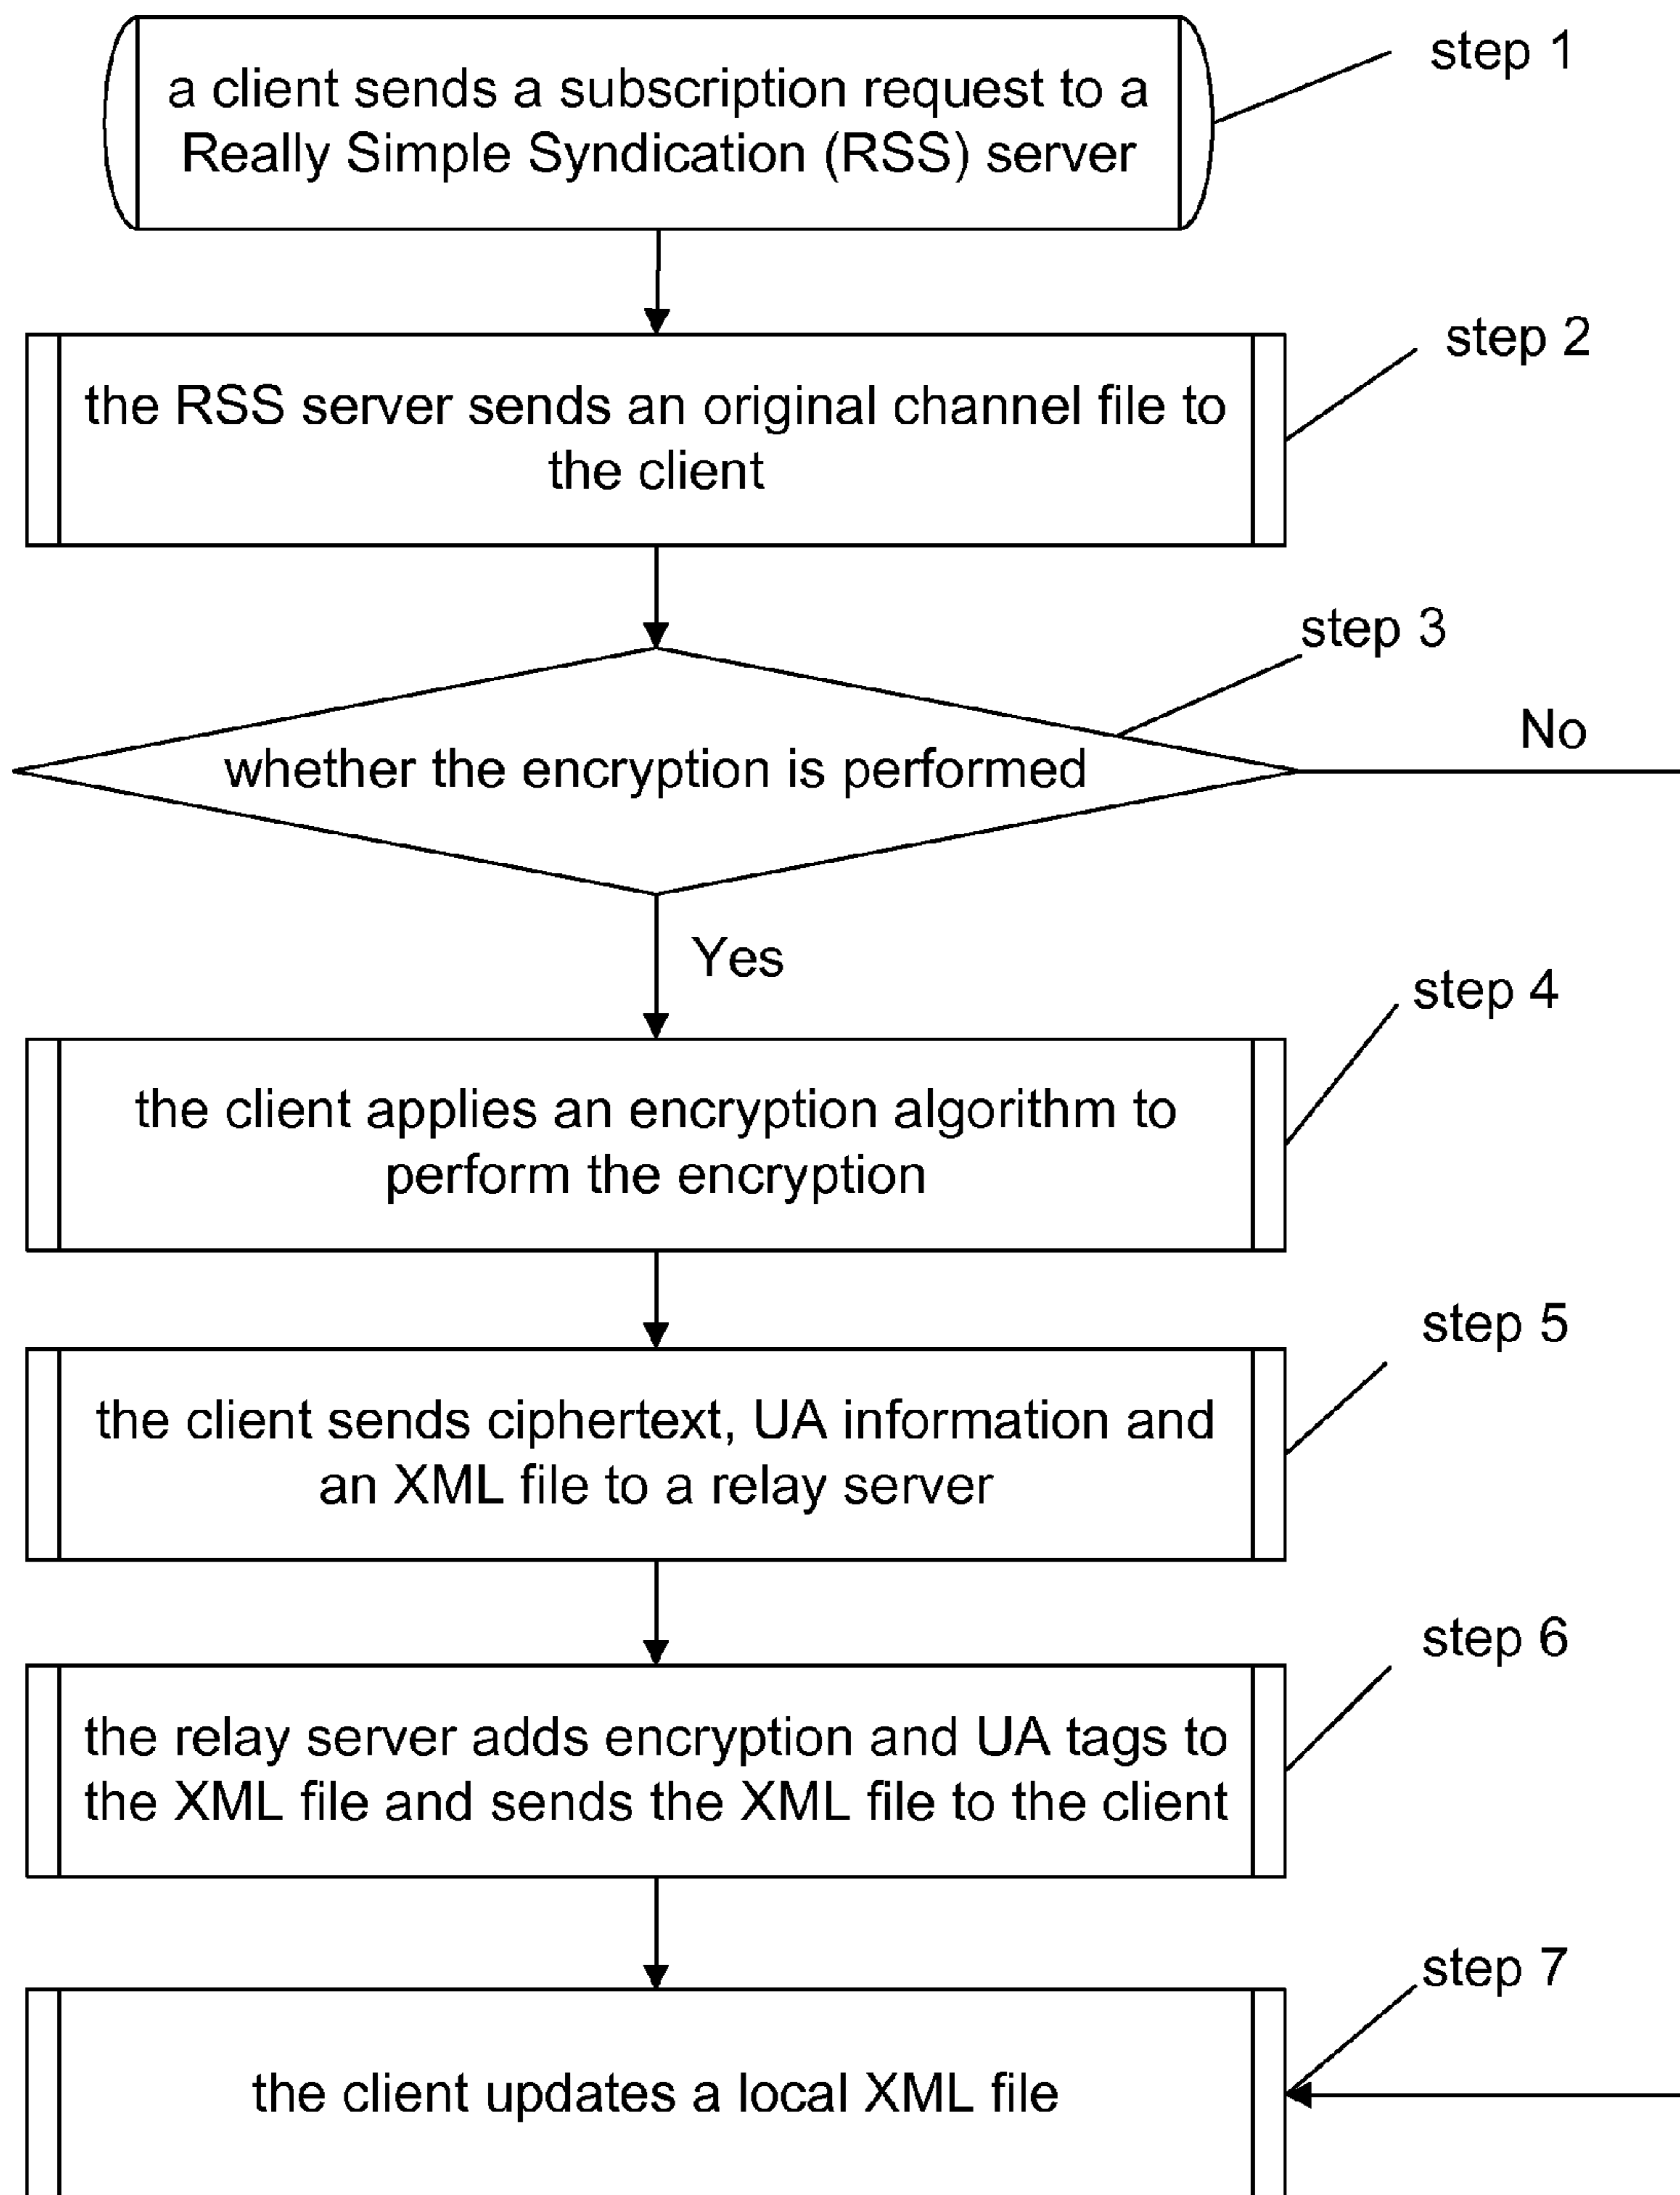 step 1
a client sends a subscription request to a
Really Simple Syndication (RSS) server
step 2
the RSS server sends an original channel file to
the client
step 3
No
whether the encryption is performed
Yes
step 4
the client applies an encryption algorithm to
perform the encryption
step 5
the client sends ciphertext, UA information and
an XML file to a relay server
step 6
the relay server adds encryption and UA tags to
the XML file and sends the XML file to the client
step 7
the client updates a local XML file